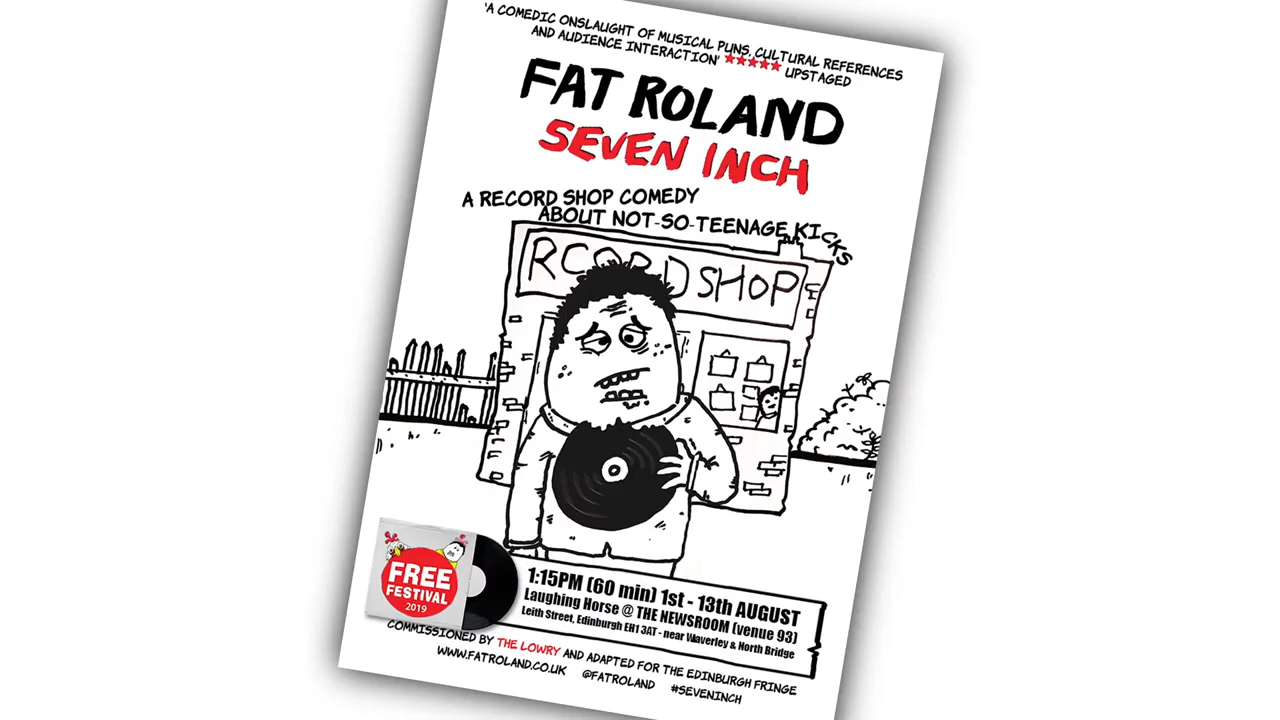 'A COMEDIC ONSLAUGHT OF MUSICAL PUNS, CULTURAL REFERENCES
AND AUDIENCE INTERACTION' ★★★★★ UPSTAGED
FAT ROLAND
SEVEN INCH
A RECORD SHOP COMEDY
ABOUT NOT-SO-TEENAGE KICKS
RCORD SHOP
FREE
FESTIVAL
2019
1:15PM (60 min) 1st - 13th AUGUST
Laughing Horse @ THE NEWSROOM (venue 93)
Leith Street, Edinburgh EH1 3AT - near Waverley & North Bridge
COMMISSIONED BY THE LOWRY AND ADAPTED FOR THE EDINBURGH FRINGE
WWW.FATROLAND.CO.UK @FATROLAND #SEVENINCH